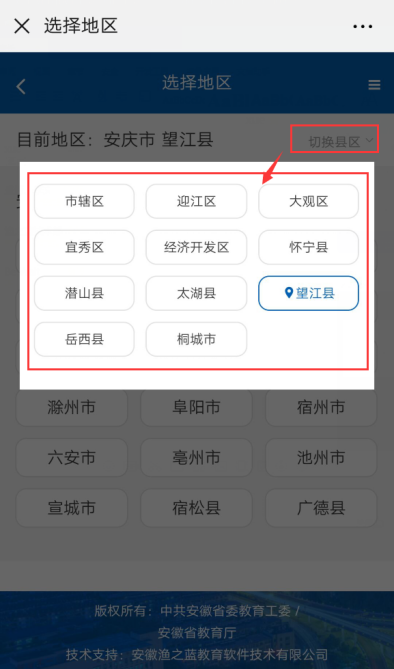 选择地区
选择地区
目前地区：安庆市 望江县
切换县区
市辖区
迎江区
大观区
宜秀区
经济开发区
怀宁县
潜山县
太湖县
望江县
岳西县
桐城市
滁州市
阜阳市
宿州市
六安市
亳州市
池州市
宣城市
宿松县
广德县
版权所有：中共安徽省委教育工委 /
安徽省教育厅
技术支持：安徽渔之蓝教育软件技术有限公司